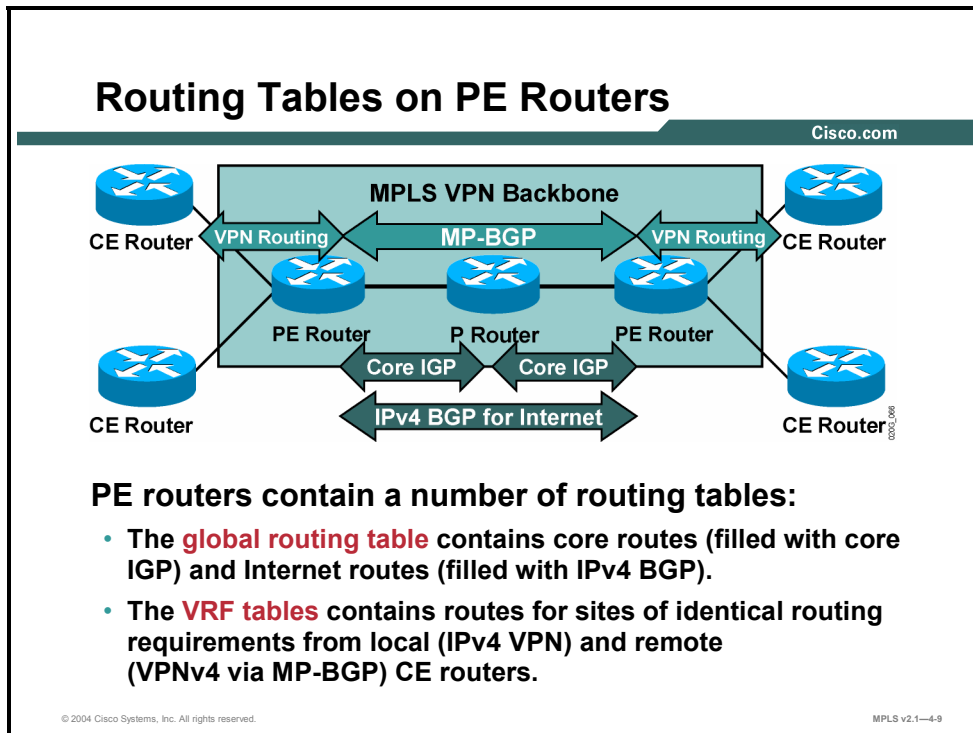 Routing Tables on PE Routers
Cisco.com
MPLS VPN Backbone
CE Router
VPN Routing
MP-BGP
VPN Routing
CE Router
PE Router
P Router
PE Router
Core IGP
Core IGP
CE Router
IPv4 BGP for Internet
CE Router
020G_066
PE routers contain a number of routing tables:
• The global routing table contains core routes (filled with core
IGP) and Internet routes (filled with IPv4 BGP).
• The VRF tables contains routes for sites of identical routing
requirements from local (IPv4 VPN) and remote
(VPNv4 via MP-BGP) CE routers.
© 2004 Cisco Systems, Inc. All rights reserved.
MPLS v2.1—4-9